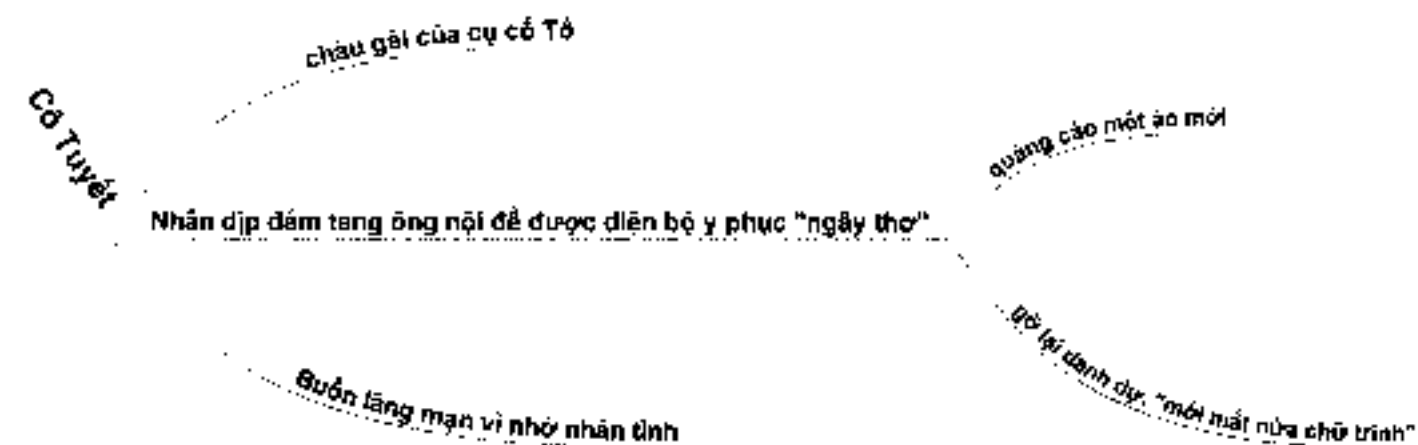 Cô Tuyết
cháu gái của cụ cố Tổ
Nhân dịp đám tang ông nội để được diện bộ y phục "ngây thơ"
quảng cáo mốt áo mới
gỡ lại danh dự: "mới mất nửa chữ trinh"
Buồn lãng mạn vì nhớ nhân tình